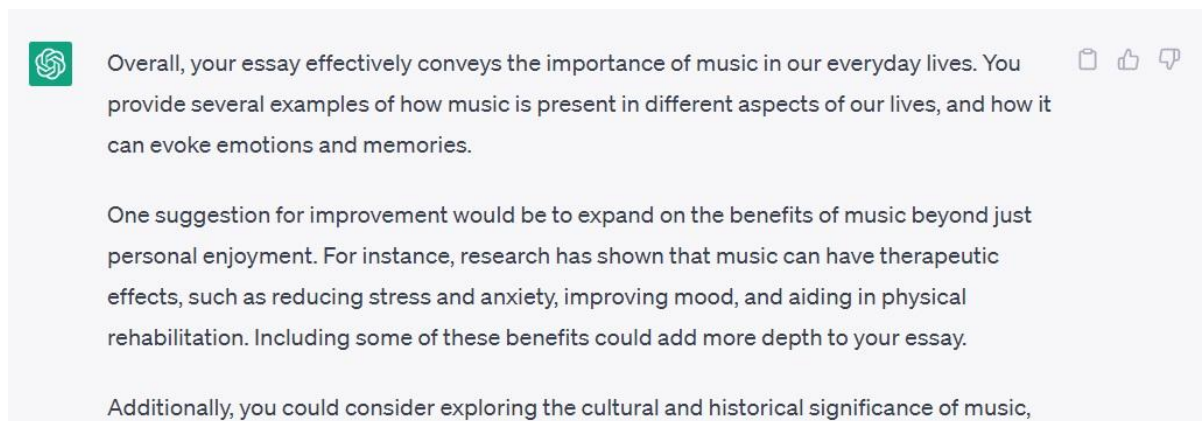 Overall, your essay effectively conveys the importance of music in our everyday lives. You
provide several examples of how music is present in different aspects of our lives, and how it
can evoke emotions and memories.
One suggestion for improvement would be to expand on the benefits of music beyond just
personal enjoyment. For instance, research has shown that music can have therapeutic
effects, such as reducing stress and anxiety, improving mood, and aiding in physical
rehabilitation. Including some of these benefits could add more depth to your essay.
Additionally, you could consider exploring the cultural and historical significance of music,